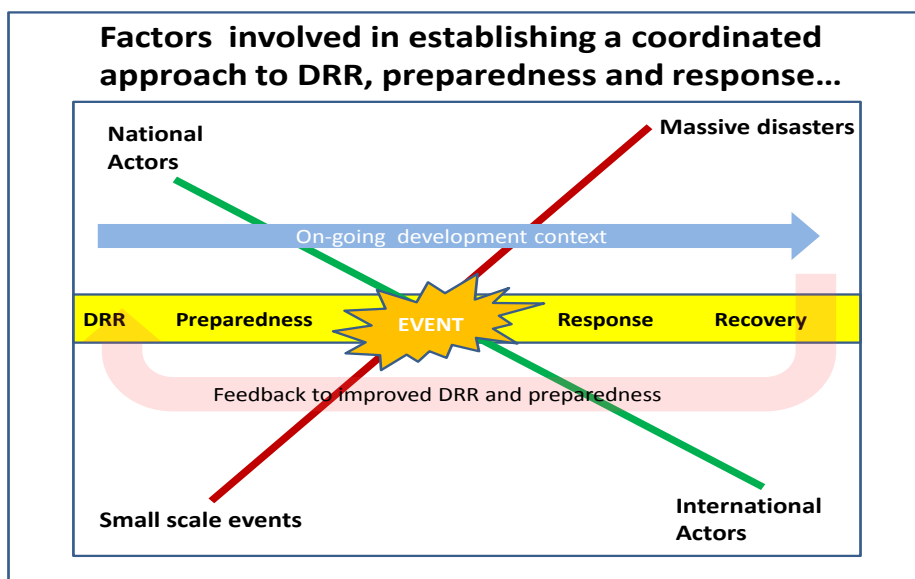 Factors involved in establishing a coordinated
approach to DRR, preparedness and response...
National
Actors
Massive disasters
On-going development context
DRR
Preparedness
EVENT
Response
Recovery
Feedback to improved DRR and preparedness
Small scale events
International
Actors